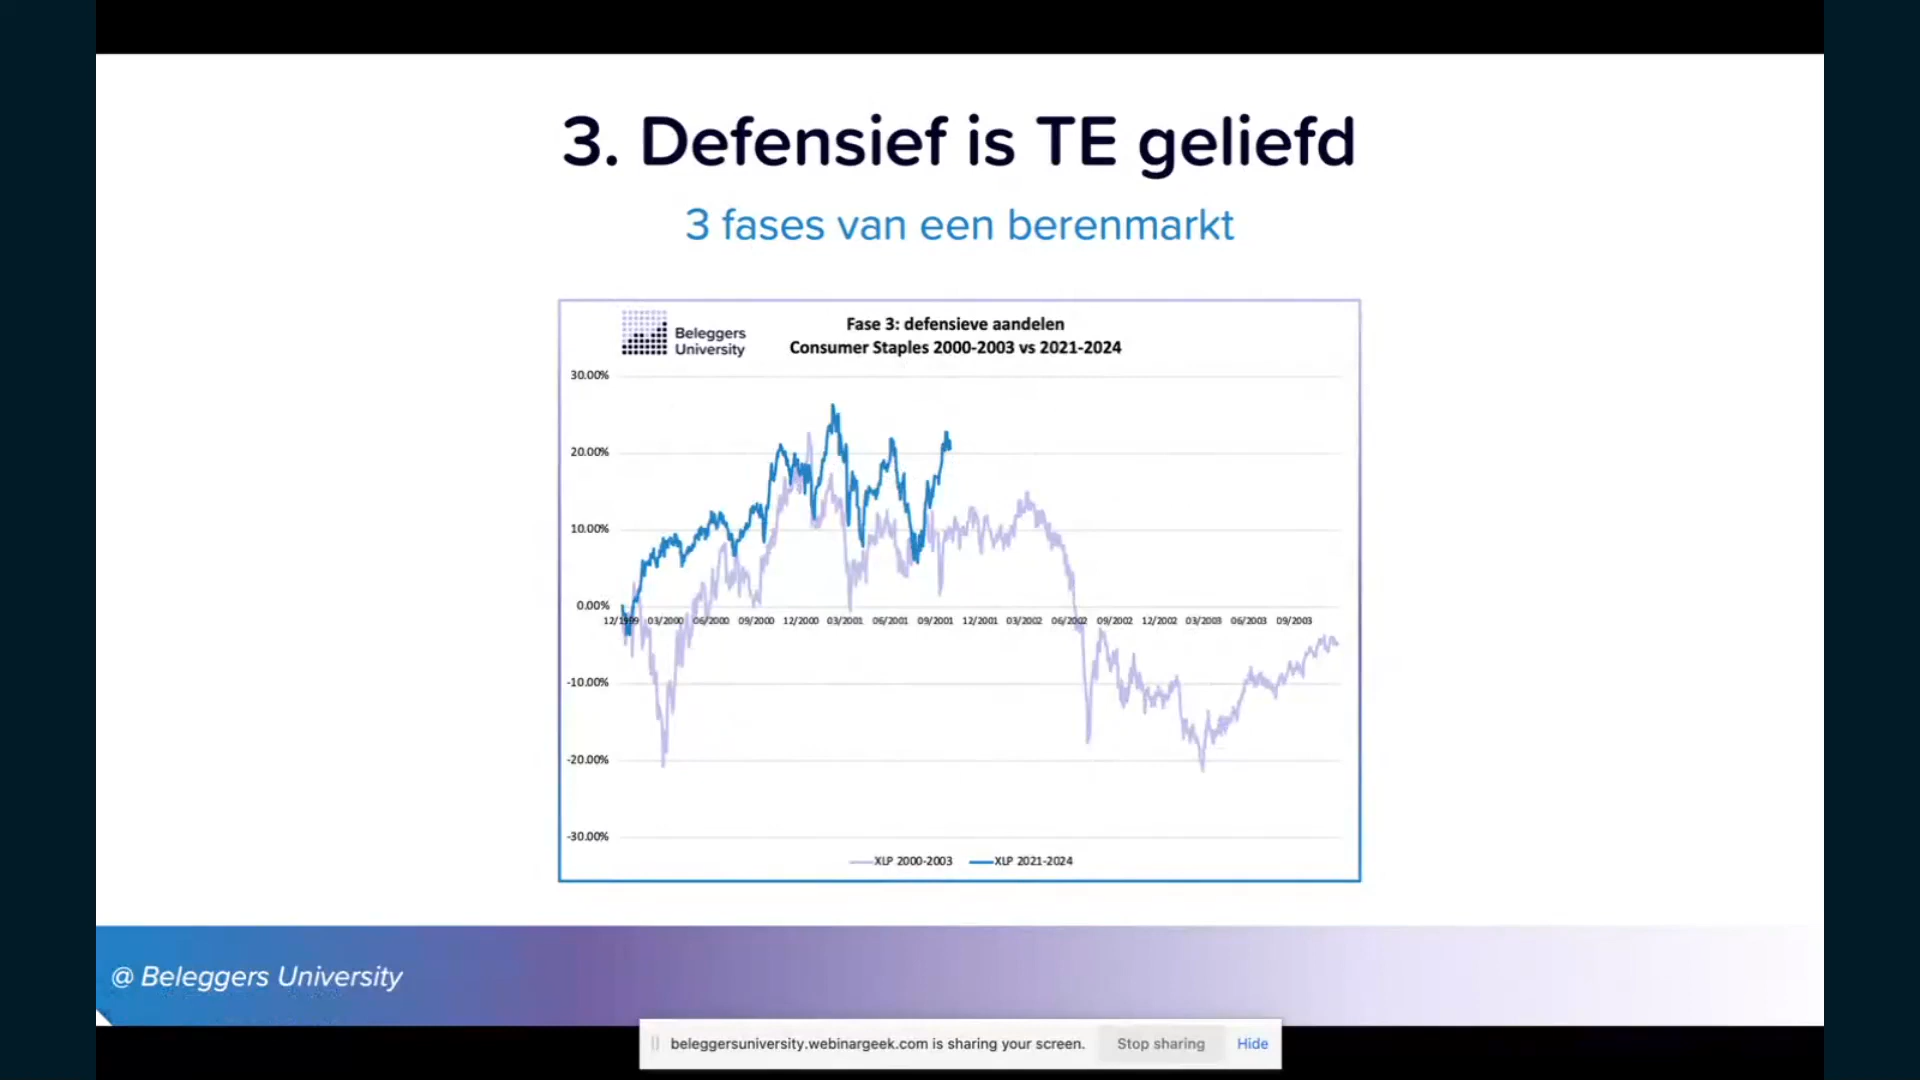 3. Defensief is TE geliefd
3 fases van een berenmarkt
Beleggers
University
Fase 3: defensieve aandelen
Consumer Staples 2000-2003 vs 2021-2024
30.00%
20.00%
10.00%
0.00%
12/1999 03/2000 06/2000 09/2000 12/2000 03/2001 06/2001 09/2001 12/2001 03/2002 06/2002 09/2002 12/2002 03/2003 06/2003 09/2003
-10.00%
-20.00%
-30.00%
XLP 2000-2003 XLP 2021-2024
@ Beleggers University
beleggersuniversity.webinargeek.com is sharing your screen. Stop sharing Hide